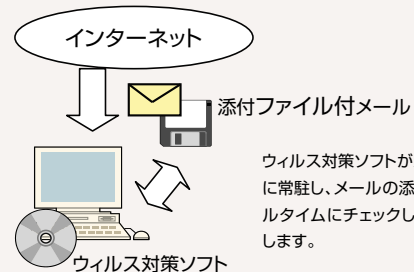 インターネット
添付ファイル付メール
ウィルス対策ソフトが
に常駐し、メールの添
ルタイムにチェックし
します。
ウィルス対策ソフト